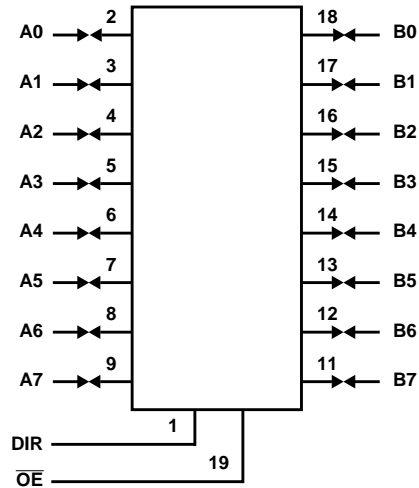 A0 2 18 B0
A1 3 17 B1
A2 4 16 B2
A3 5 15 B3
A4 6 14 B4
A5 7 13 B5
A6 8 12 B6
A7 9 11 B7
DIR 1
O̅E̅ 19